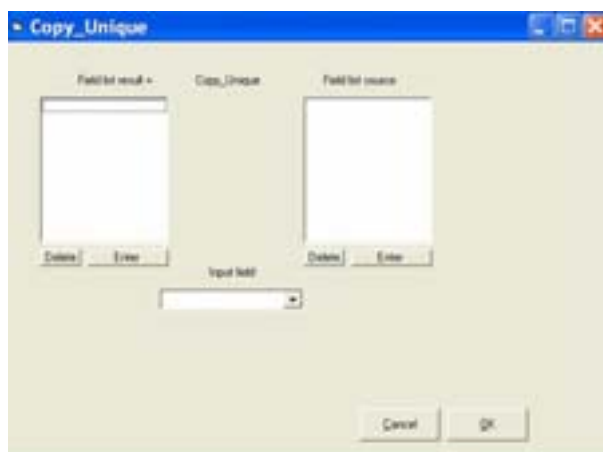 Copy_Unique
Field list result = Copy_Unique Field list source
Delete Enter Delete Enter
Input field
Cancel OK